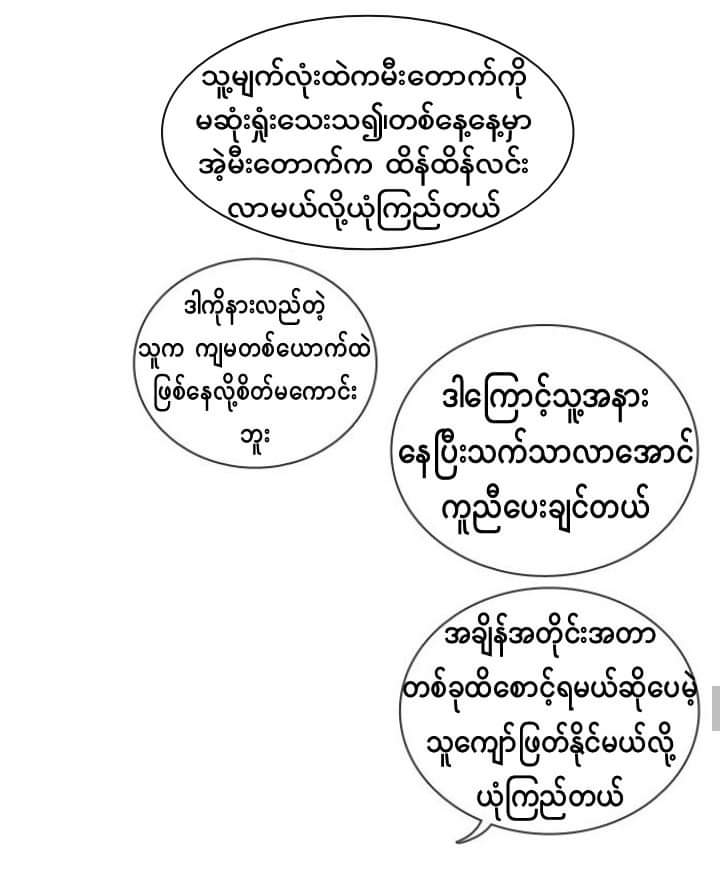 သူ့မျက်လုံးထဲကမီးတောက်ကို
မဆုံးရှုံးသေးသ၍၊တစ်နေ့နေ့မှာ
အဲ့မီးတောက်က ထိန်ထိန်လင်း
လာမယ်လို့ယုံကြည်တယ်
ဒါကိုနားလည်တဲ့
သူက ကျမတစ်ယောက်ထဲ
ဖြစ်နေလို့စိတ်မကောင်း
ဘူး
ဒါကြောင့်သူ့အနား
နေပြီးသက်သာလာအောင်
ကူညီပေးချင်တယ်
အချိန်အတိုင်းအတာ
တစ်ခုထိစောင့်ရမယ်ဆိုပေမဲ့
သူကျော်ဖြတ်နိုင်မယ်လို့
ယုံကြည်တယ်